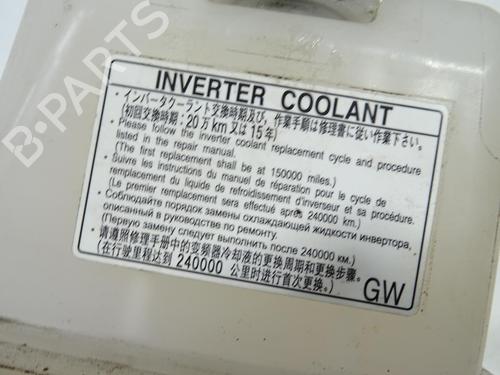 B-PARTS
INVERTER COOLANT
・インバータクーラント交換時期及び、作業手順は修理書に従い作業下さい。
(初回交換時期：20万km又は15年)
・Please follow the inverter coolant replacement cycle and procedure
listed in the repair manual.
(The first replacement shall be at 150000 miles.)
・Suivre les instructions du manuel de réparation pour le cycle de
remplacement du liquide de refroidissement d'inverseur et sa procédure.
(Le premier remplacement sera effectué après 240000 km.)
・Соблюдайте порядок замены охлаждающей жидкости инвертора,
описанный в руководстве по ремонту.
(Первую замену следует выполнить после 240000 км.)
・请遵照修理手册中的变频器冷却液的更换周期和更换步骤。
(在行驶里程达到 240000 公里时进行首次更换。)
GW